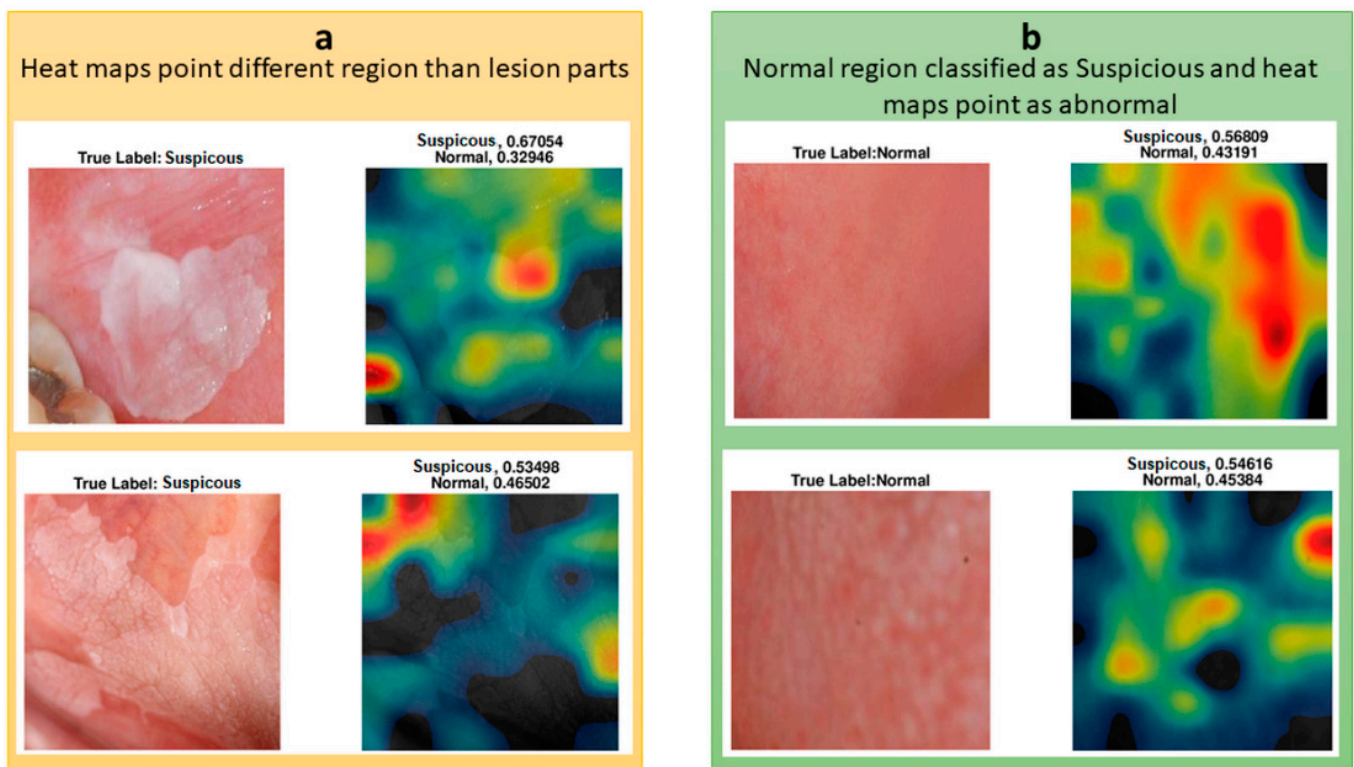 a
Heat maps point different region than lesion parts
True Label: Suspicous
Suspicous, 0.67054
Normal, 0.32946
True Label: Suspicous
Suspicous, 0.53498
Normal, 0.46502
b
Normal region classified as Suspicious and heat
maps point as abnormal
True Label:Normal
Suspicous, 0.56809
Normal, 0.43191
True Label:Normal
Suspicous, 0.54616
Normal, 0.45384